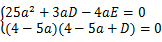 25a² + 3aD − 4aE = 0
(4 − 5a)(4 − 5a + D) = 0